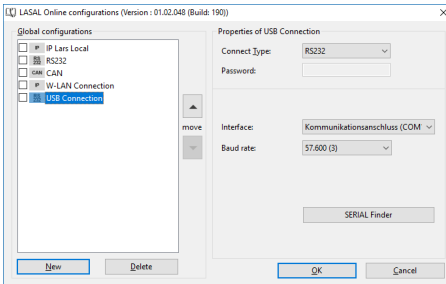 LASAL Online configurations (Version : 01.02.048 (Build: 190))
Global configurations
IP IP Lars Local
RS232
CAN CAN
IP W-LAN Connection
USB Connection
move
New
Delete
Properties of USB Connection
Connect Type:
RS232
Password:
Interface:
Kommunikationsanschluss (COM
Baud rate:
57.600 (3)
SERIAL Finder
OK
Cancel